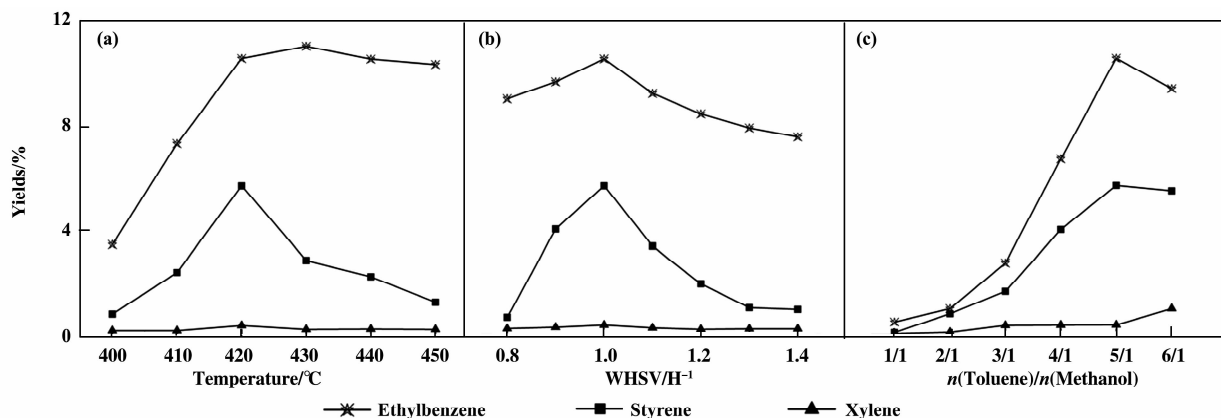 12
(a)
(b)
(c)
8
Yields/%
4
0
400 410 420 430 440 450
0.8 1.0 1.2 1.4
1/1 2/1 3/1 4/1 5/1 6/1
Temperature/℃
WHSV/H⁻¹
n(Toluene)/n(Methanol)
Ethylbenzene Styrene Xylene